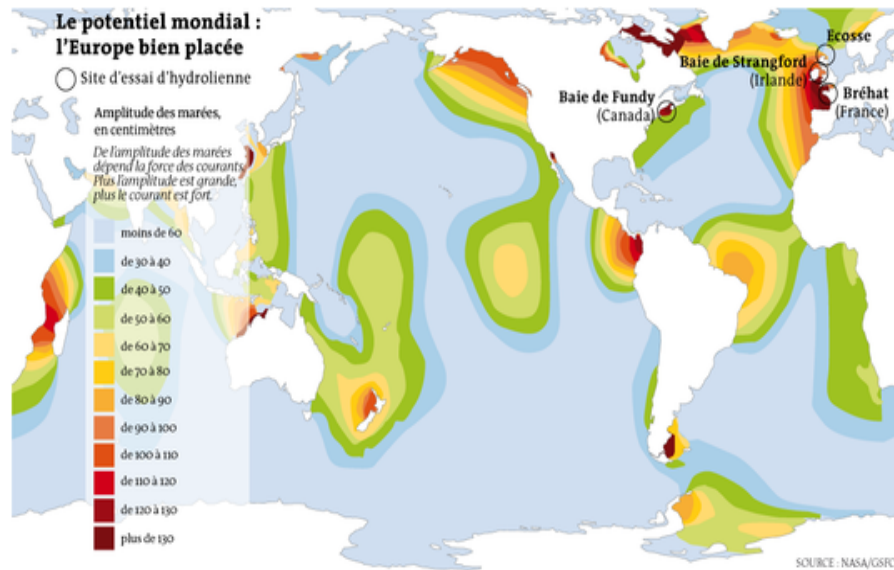 Le potentiel mondial :
l'Europe bien placée
Site d'essai d'hydrolienne
Amplitude des marées,
en centimètres
De l'amplitude des marées
dépend la force des courants.
Plus l'amplitude est grande,
plus le courant est fort.
moins de 60
de 30 à 40
de 40 à 50
de 50 à 60
de 60 à 70
de 70 à 80
de 80 à 90
de 90 à 100
de 100 à 110
de 110 à 120
de 120 à 130
plus de 130
Baie de Fundy
(Canada)
Ecosse
Baie de Strangford
(Irlande)
Bréhat
(France)
SOURCE : NASA/GSFC